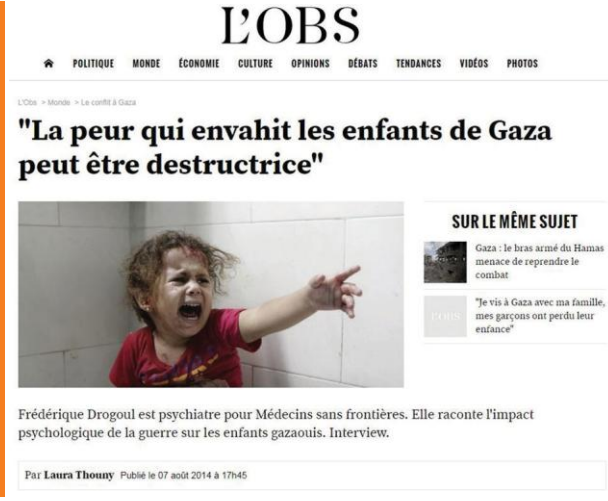 L'OBS
POLITIQUE MONDE ÉCONOMIE CULTURE OPINIONS DÉBATS TENDANCES VIDÉOS PHOTOS
L'Obs > Monde > Le conflit à Gaza
"La peur qui envahit les enfants de Gaza
peut être destructrice"
SUR LE MÊME SUJET
Gaza : le bras armé du Hamas
menace de reprendre le
combat
L'OBS
"Je vis à Gaza avec ma famille,
mes garçons ont perdu leur
enfance"
Frédérique Drogoul est psychiatre pour Médecins sans frontières. Elle raconte l'impact
psychologique de la guerre sur les enfants gazaouis. Interview.
Par Laura Thouny Publié le 07 août 2014 à 17h45